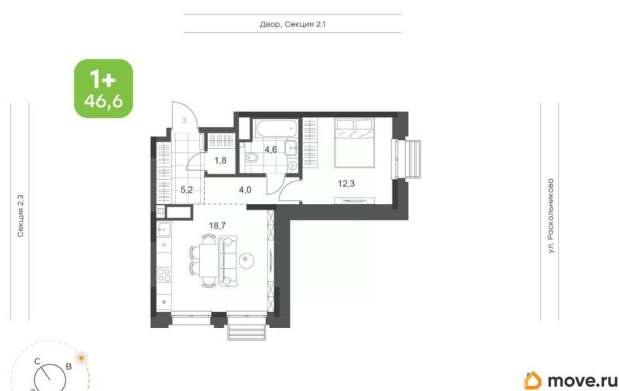 Двор, Секция 2.1
1+
46,6
3
1,8
4,6
5,2
4,0
12,3
18,7
Секция 2.3
ул. Роскольникова
С
В
move.ru